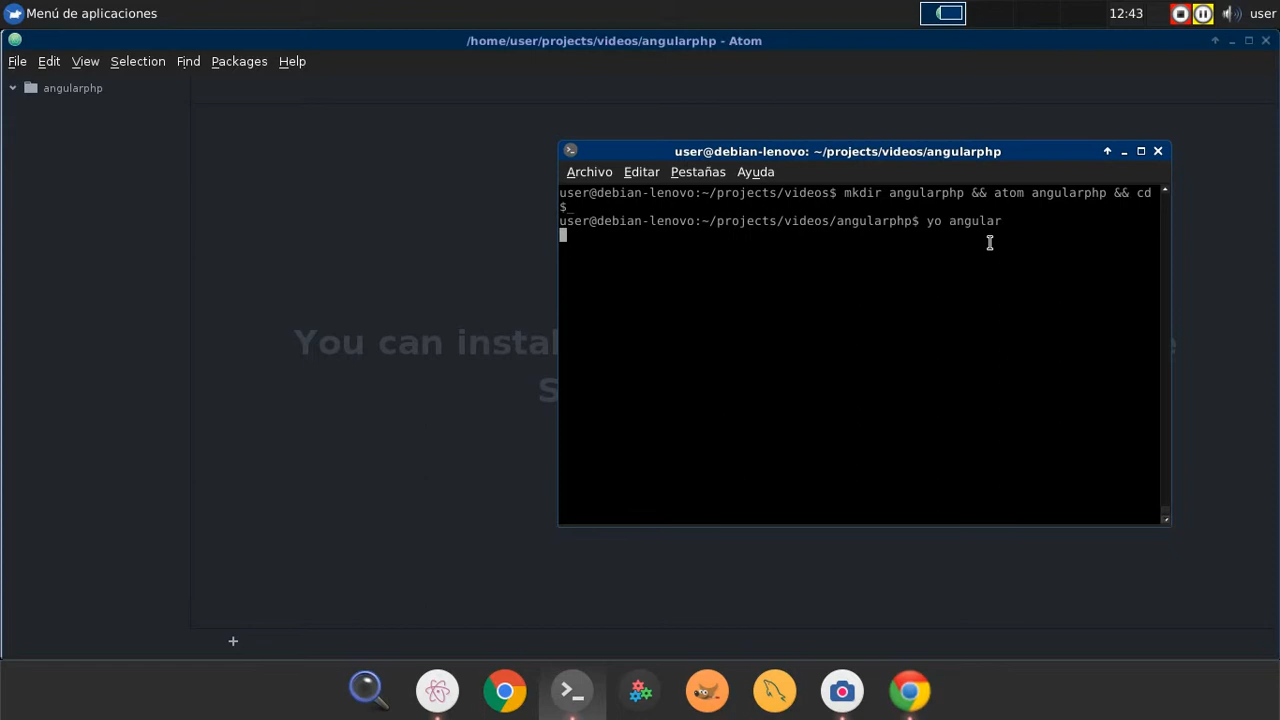 Menú de aplicaciones
12:43
user
/home/user/projects/videos/angularphp - Atom
File Edit View Selection Find Packages Help
angularphp
You can instal
e
S
user@debian-lenovo: ~/projects/videos/angularphp
Archivo Editar Pestañas Ayuda
user@debian-lenovo:~/projects/videos$ mkdir angularphp && atom angularphp && cd
$_
user@debian-lenovo:~/projects/videos/angularphp$ yo angular